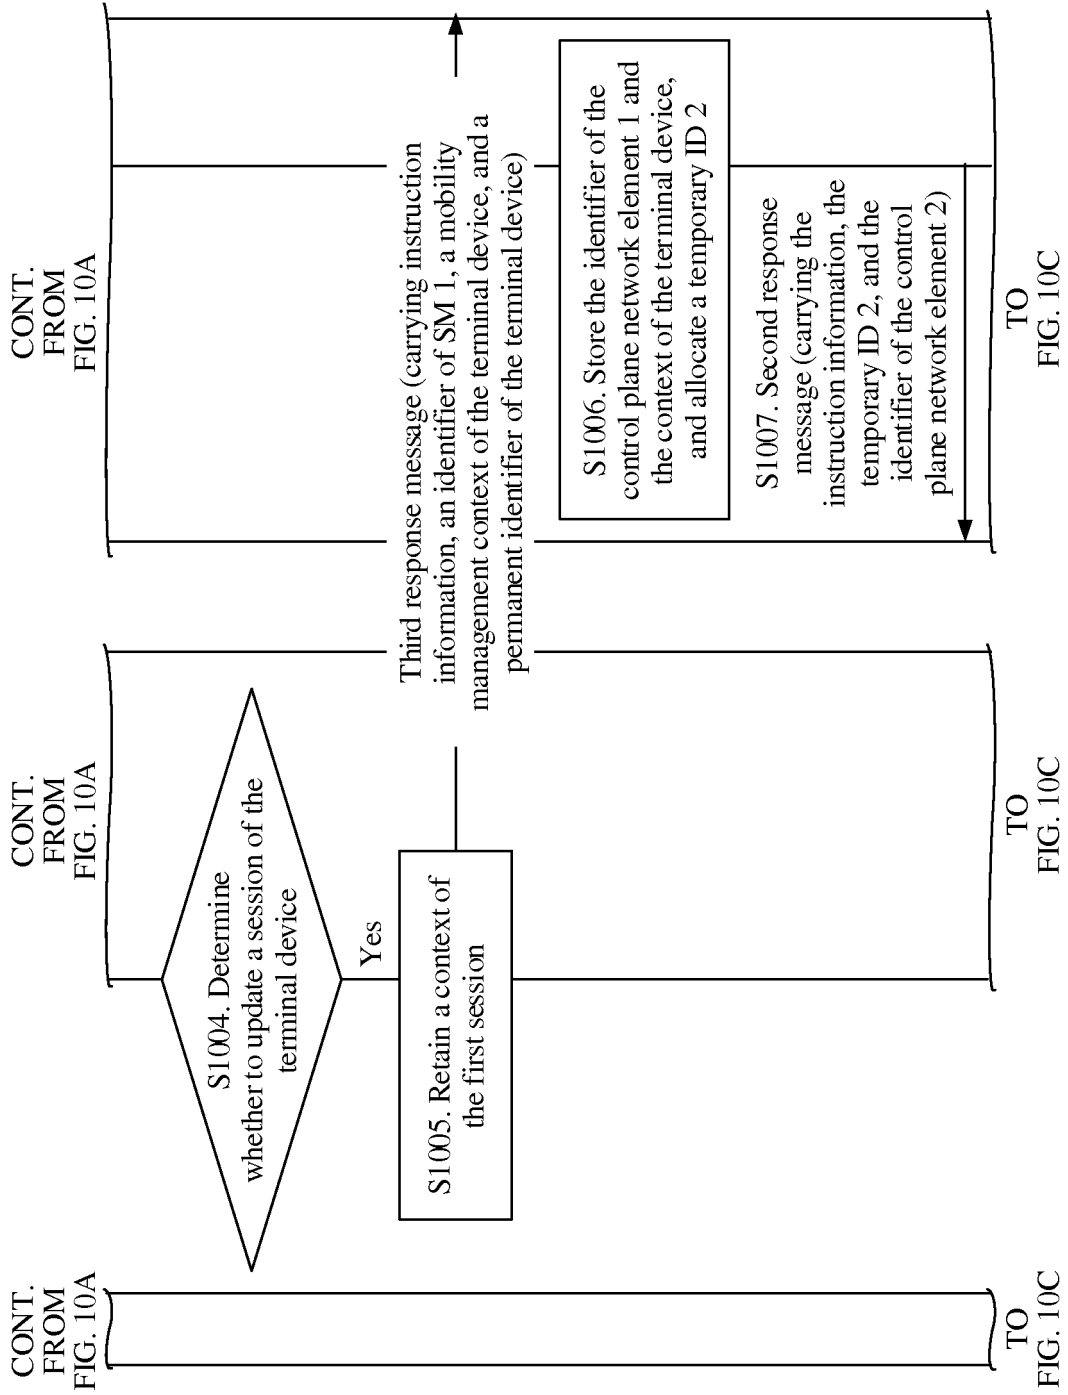 CONT.
FROM
FIG. 10A
CONT.
FROM
FIG. 10A
CONT.
FROM
FIG. 10A
S1004. Determine
whether to update a session of the
terminal device
Yes
S1005. Retain a context of
the first session
Third response message (carrying instruction
information, an identifier of SM 1, a mobility
management context of the terminal device, and a
permanent identifier of the terminal device)
S1006. Store the identifier of the
control plane network element 1 and
the context of the terminal device,
and allocate a temporary ID 2
S1007. Second response
message (carrying the
instruction information, the
temporary ID 2, and the
identifier of the control
plane network element 2)
TO
FIG. 10C
TO
FIG. 10C
TO
FIG. 10C